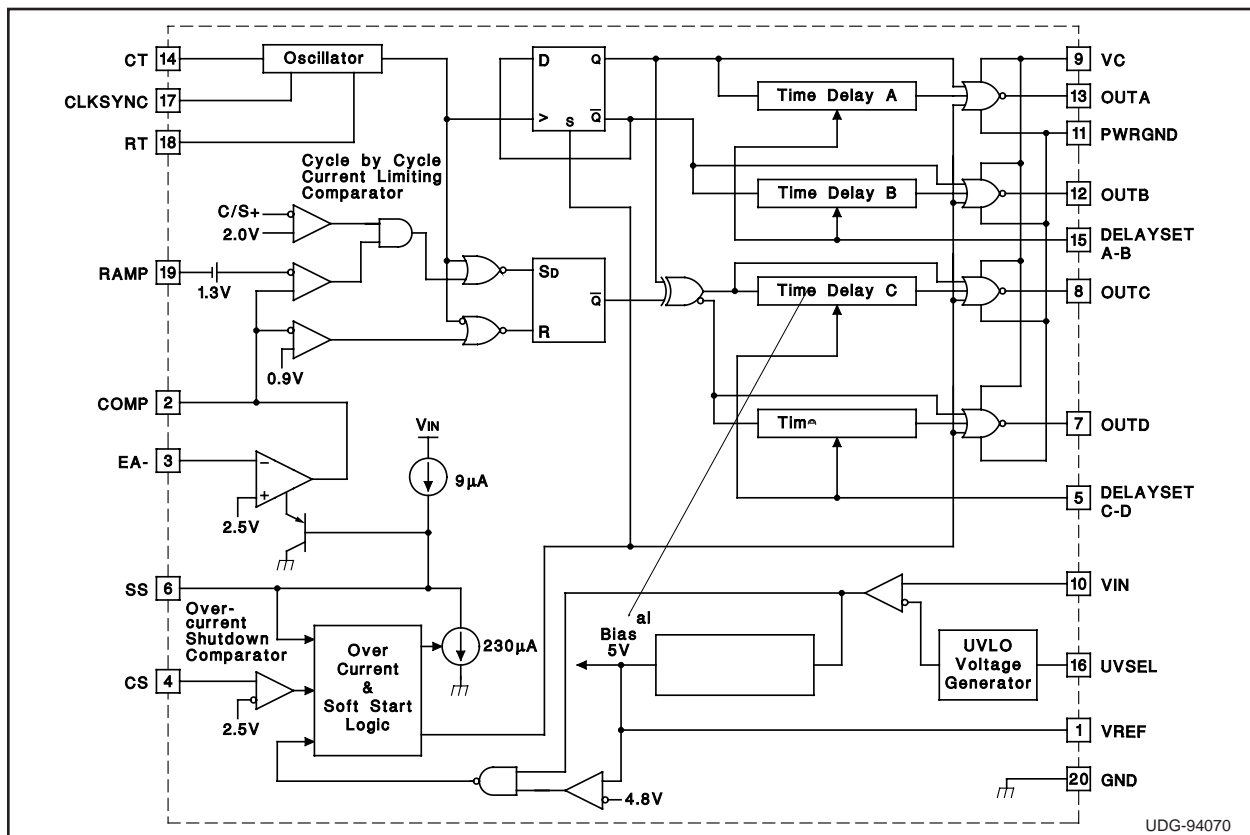 CT 14
Oscillator
CLKSYNC 17
RT 18
D Q
> S Q
Time Delay A
9 VC
13 OUTA
11 PWRGND
Cycle by Cycle
Current Limiting
Comparator
C/S+
2.0V
Time Delay B
12 OUTB
15 DELAYSET
A-B
RAMP 19
1.3V
SD
Q
R
Time Delay C
8 OUTC
0.9V
COMP 2
VIN
EA- 3
-
+
2.5V
9µA
7 OUTD
5 DELAYSET
C-D
SS 6
Over-
current
Shutdown
Comparator
CS 4
2.5V
Over
Current
&
Soft Start
Logic
230µA
Bias
5V
10 VIN
UVLO
Voltage
Generator
16 UVSEL
1 VREF
4.8V
20 GND
UDG-94070